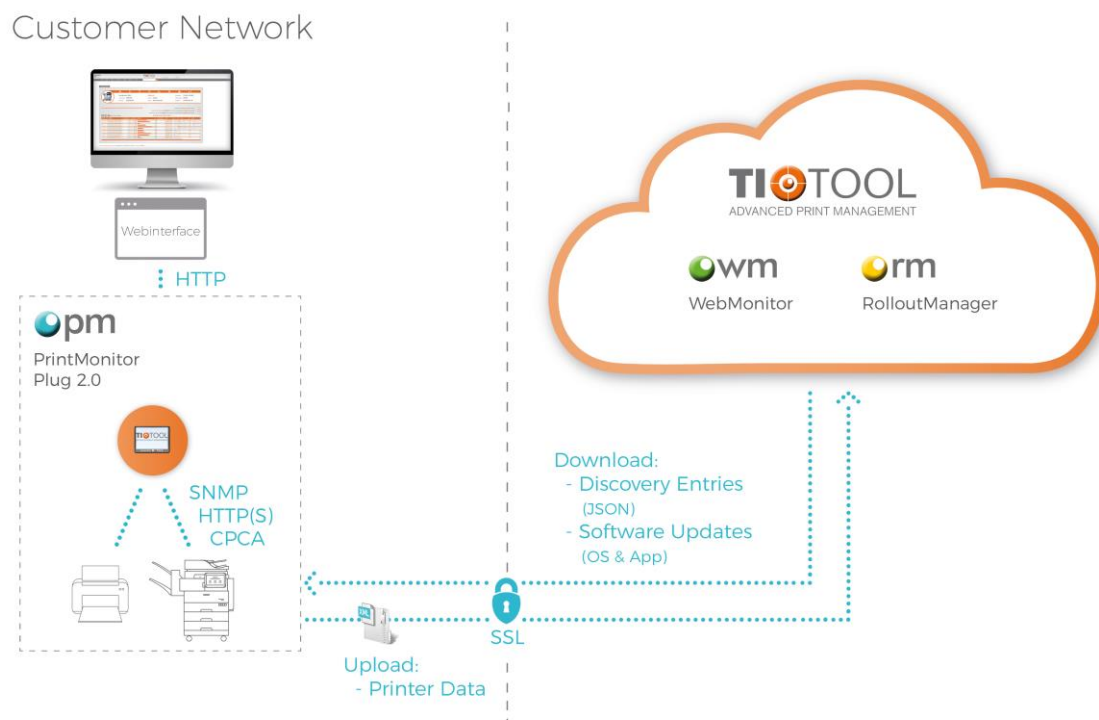 Customer Network
Webinterface
HTTP
pm
PrintMonitor
Plug 2.0
TIOTOOL
SNMP
HTTP(S)
CPCA
TIOTOOL
ADVANCED PRINT MANAGEMENT
wm
WebMonitor
rm
RolloutManager
Download:
- Discovery Entries
(JSON)
- Software Updates
(OS & App)
SSL
Upload:
- Printer Data